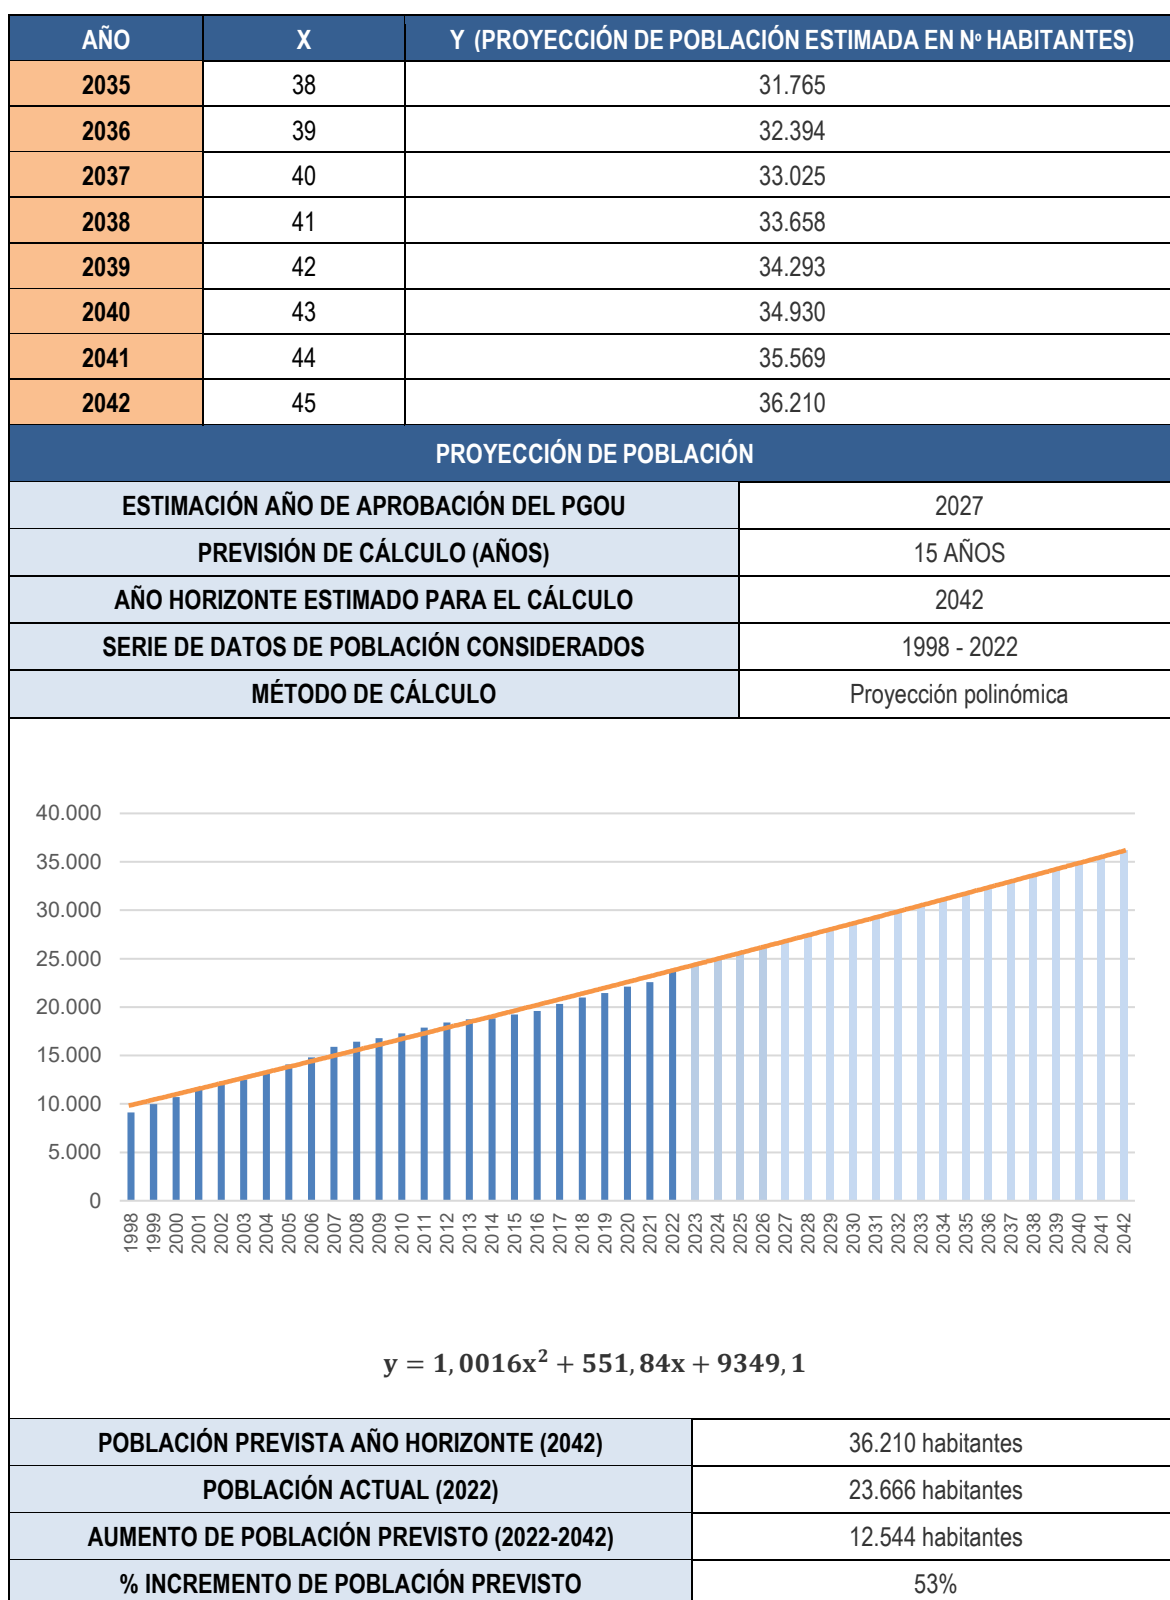 AÑO X Y (PROYECCIÓN DE POBLACIÓN ESTIMADA EN Nº HABITANTES)
2035 38 31.765
2036 39 32.394
2037 40 33.025
2038 41 33.658
2039 42 34.293
2040 43 34.930
2041 44 35.569
2042 45 36.210
PROYECCIÓN DE POBLACIÓN
ESTIMACIÓN AÑO DE APROBACIÓN DEL PGOU 2027
PREVISIÓN DE CÁLCULO (AÑOS) 15 AÑOS
AÑO HORIZONTE ESTIMADO PARA EL CÁLCULO 2042
SERIE DE DATOS DE POBLACIÓN CONSIDERADOS 1998 - 2022
MÉTODO DE CÁLCULO Proyección polinómica
40.000
35.000
30.000
25.000
20.000
15.000
10.000
5.000
0
1998 1999 2000 2001 2002 2003 2004 2005 2006 2007 2008 2009 2010 2011 2012 2013 2014 2015 2016 2017 2018 2019 2020 2021 2022 2023 2024 2025 2026 2027 2028 2029 2030 2031 2032 2033 2034 2035 2036 2037 2038 2039 2040 2041 2042
y = 1,0016x² + 551,84x + 9349,1
POBLACIÓN PREVISTA AÑO HORIZONTE (2042) 36.210 habitantes
POBLACIÓN ACTUAL (2022) 23.666 habitantes
AUMENTO DE POBLACIÓN PREVISTO (2022-2042) 12.544 habitantes
% INCREMENTO DE POBLACIÓN PREVISTO 53%